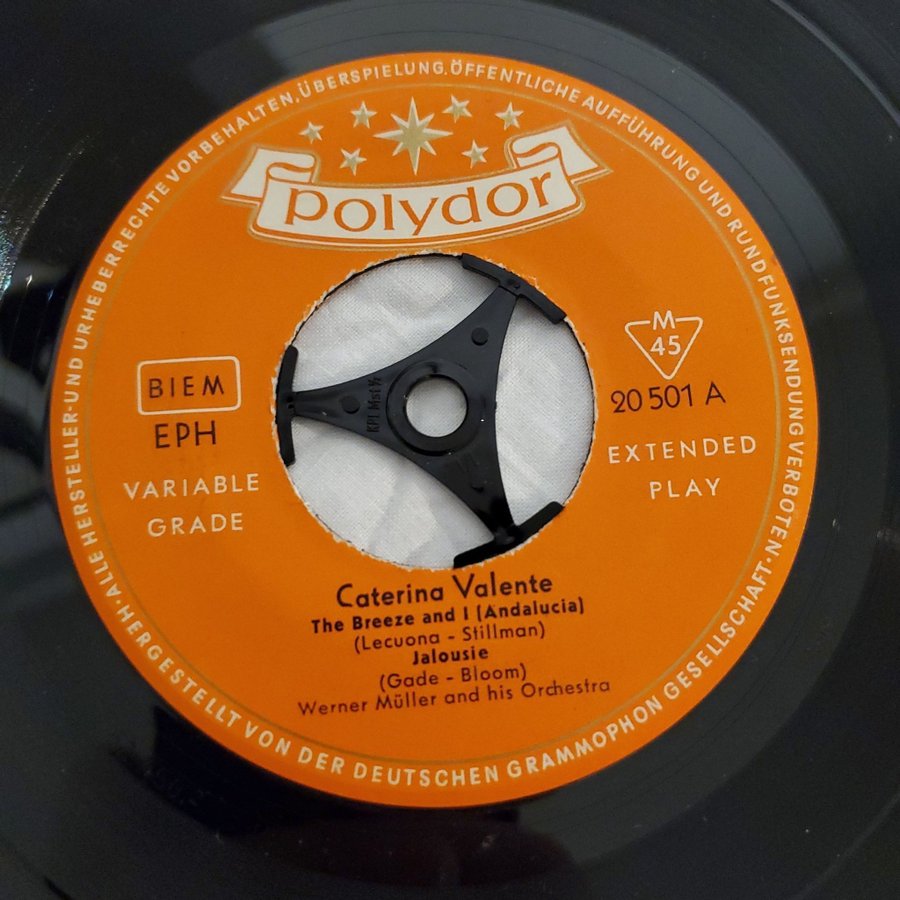 ·ALLE HERSTELLER-UND URHEBERRECHTE VORBEHALTEN, ÜBERSPIELUNG, ÖFFENTLICHE AUFFÜHRUNG UND RUNDFUNKSENDUNG VERBOTEN·
Polydor
M
45
BIEM
20 501 A
EPH
EXTENDED
PLAY
VARIABLE
GRADE
Caterina Valente
The Breeze and I (Andalucia)
(Lecuona - Stillman)
Jalousie
(Gade - Bloom)
Werner Müller and his Orchestra
HERGESTELLT VON DER DEUTSCHEN GRAMMOPHON GESELLSCHAFT·